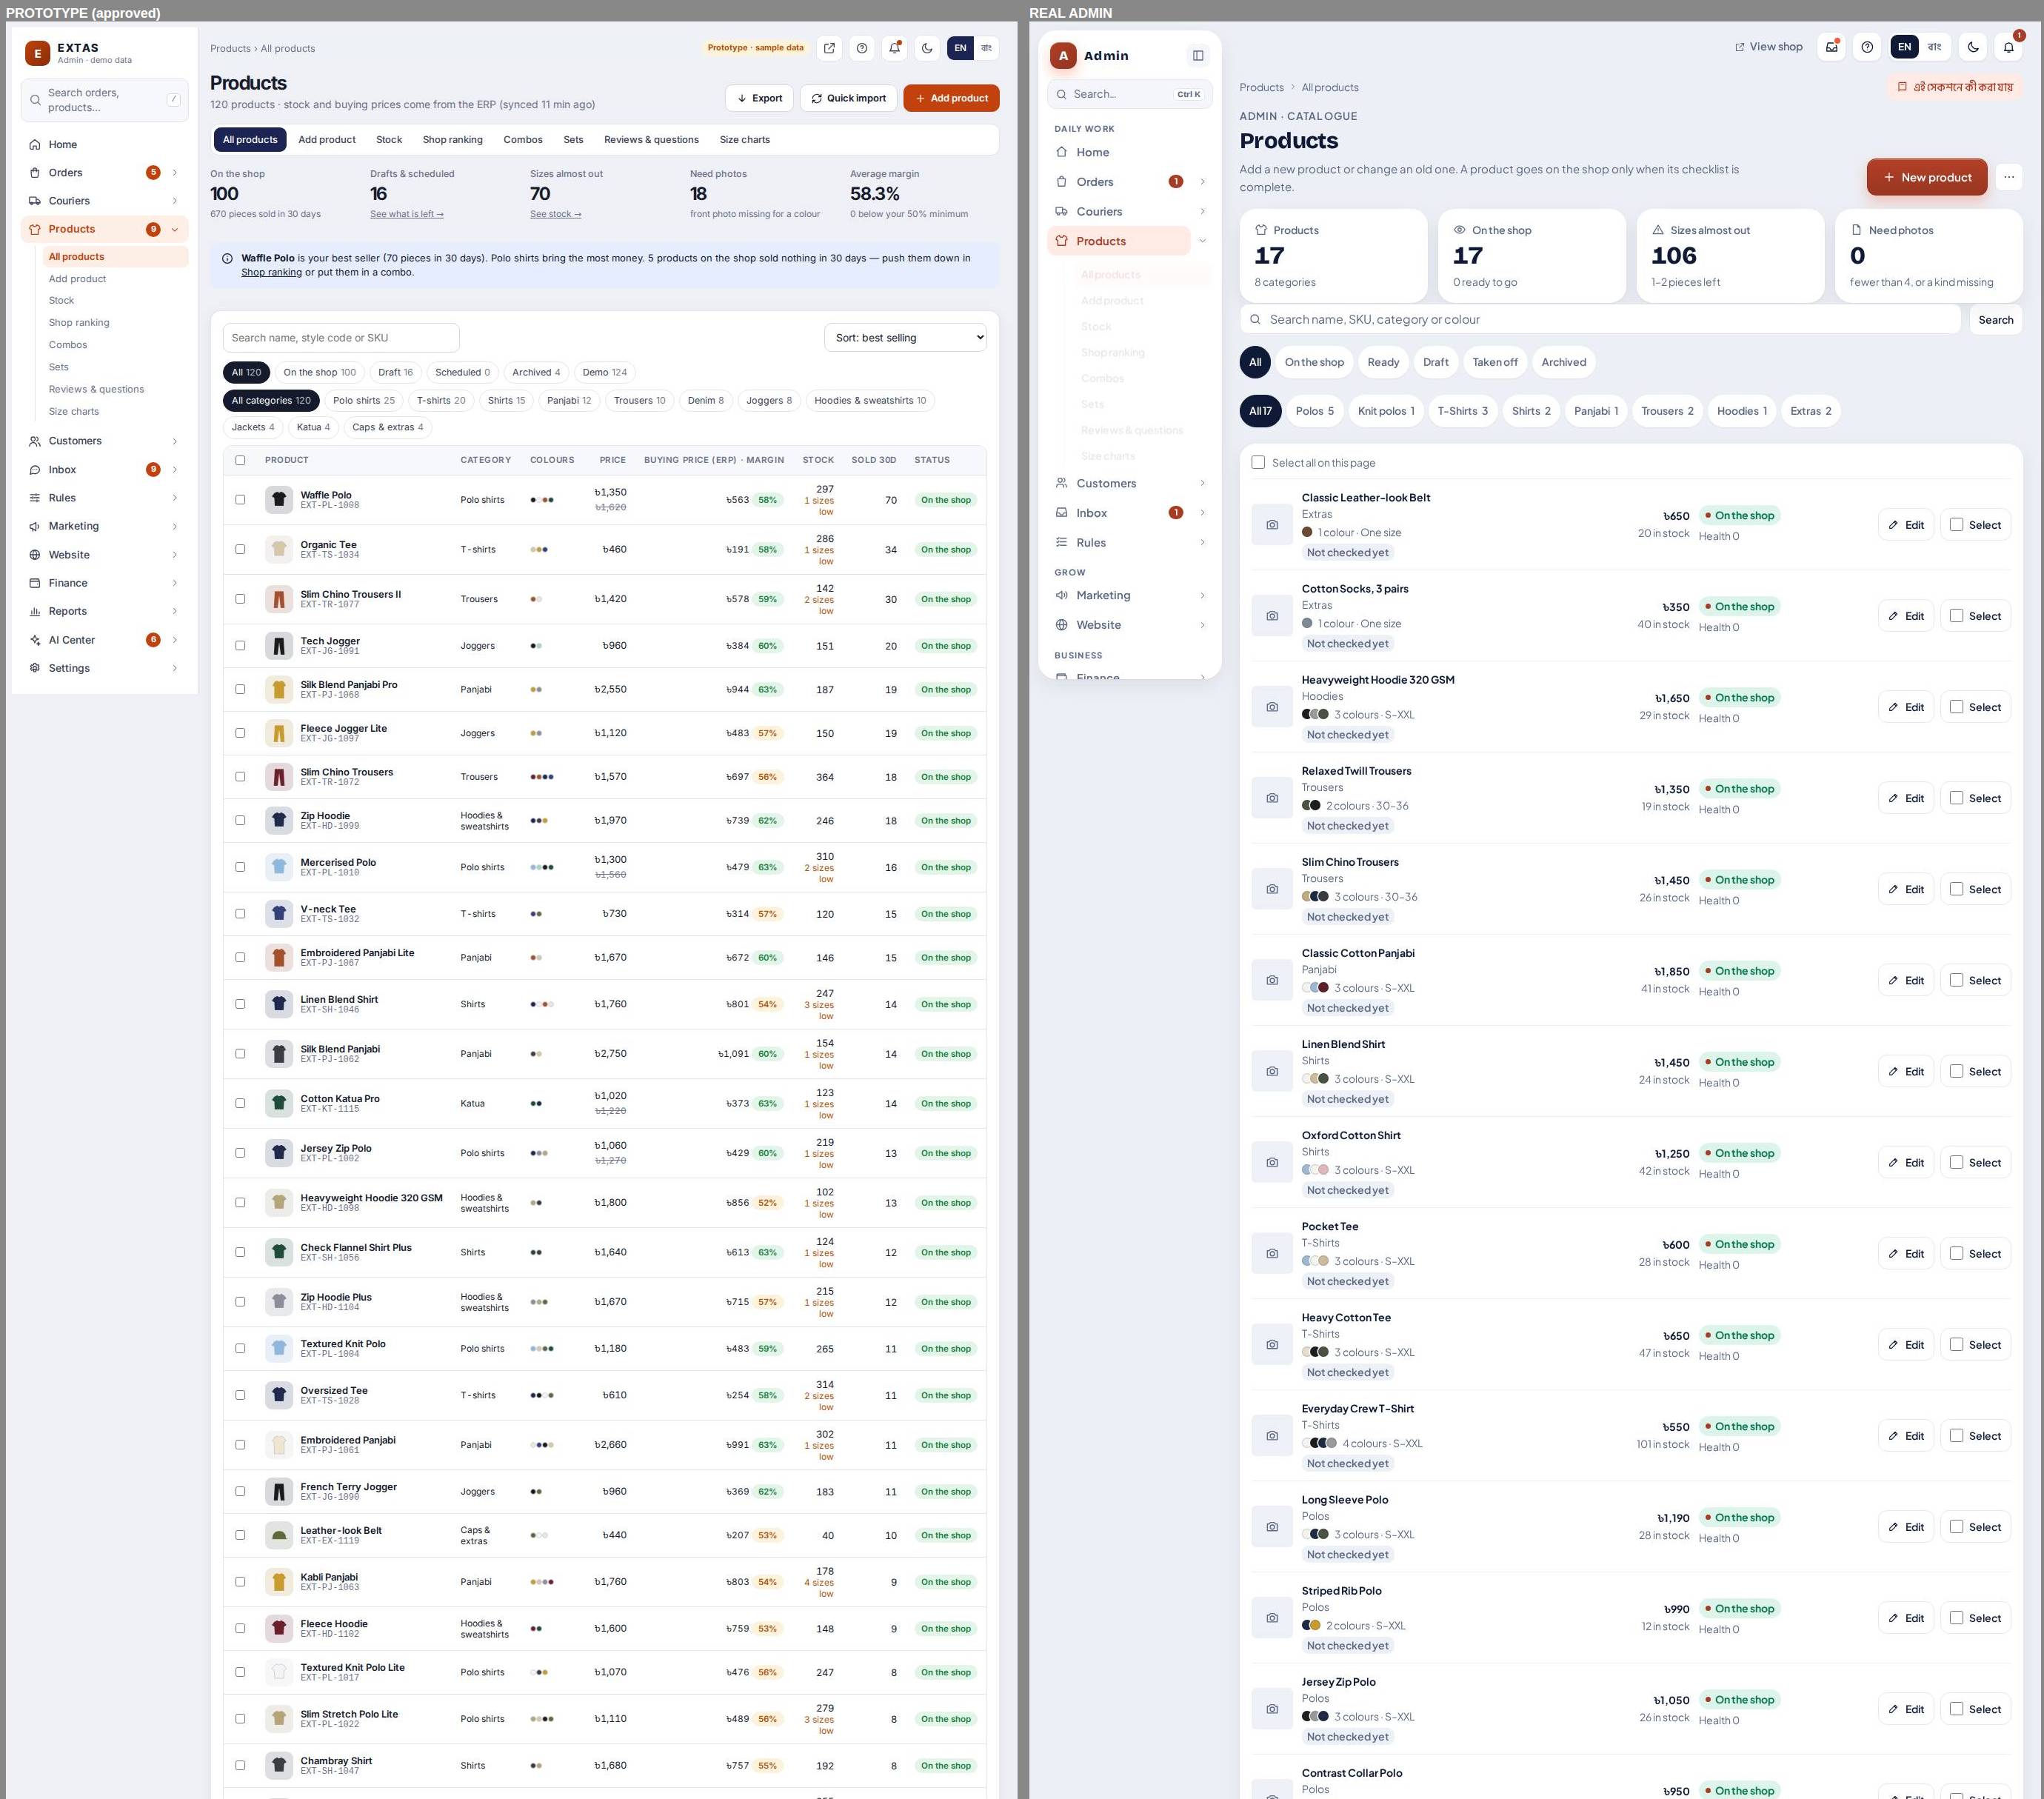 PROTOTYPE (approved)
E
EXTAS
Admin · demo data
Search orders, products...
/
Home
Orders 5
Couriers
Products 9
All products
Add product
Stock
Shop ranking
Combos
Sets
Reviews & questions
Size charts
Customers
Inbox 9
Rules
Marketing
Website
Finance
Reports
AI Center 6
Settings
Products › All products
Prototype · sample data
EN বাং
Products
120 products · stock and buying prices come from the ERP (synced 11 min ago)
Export
Quick import
+ Add product
All products Add product Stock Shop ranking Combos Sets Reviews & questions Size charts
On the shop
100
670 pieces sold in 30 days
Drafts & scheduled
16
See what is left →
Sizes almost out
70
See stock →
Need photos
18
front photo missing for a colour
Average margin
58.3%
0 below your 50% minimum
Waffle Polo is your best seller (70 pieces in 30 days). Polo shirts bring the most money. 5 products on the shop sold nothing in 30 days — push them down in
Shop ranking or put them in a combo.
Search name, style code or SKU
Sort: best selling
All 120 On the shop 100 Draft 16 Scheduled 0 Archived 4 Demo 124
All categories 120 Polo shirts 25 T-shirts 20 Shirts 15 Panjabi 12 Trousers 10 Denim 8 Joggers 8 Hoodies & sweatshirts 10
Jackets 4 Katua 4 Caps & extras 4
PRODUCT CATEGORY COLOURS PRICE BUYING PRICE (ERP) · MARGIN STOCK SOLD 30D STATUS
Waffle Polo EXT-PL-1008 Polo shirts ৳1,350 ৳1,620 ৳563 58% 297 1 sizes low 70 On the shop
Organic Tee EXT-TS-1034 T-shirts ৳460 ৳191 58% 286 1 sizes low 34 On the shop
Slim Chino Trousers II EXT-TR-1077 Trousers ৳1,420 ৳578 59% 142 2 sizes low 30 On the shop
Tech Jogger EXT-JG-1091 Joggers ৳960 ৳384 60% 151 20 On the shop
Silk Blend Panjabi Pro EXT-PJ-1068 Panjabi ৳2,550 ৳944 63% 187 19 On the shop
Fleece Jogger Lite EXT-JG-1097 Joggers ৳1,120 ৳483 57% 150 19 On the shop
Slim Chino Trousers EXT-TR-1072 Trousers ৳1,570 ৳697 56% 364 18 On the shop
Zip Hoodie EXT-HD-1099 Hoodies & sweatshirts ৳1,970 ৳739 62% 246 18 On the shop
Mercerised Polo EXT-PL-1010 Polo shirts ৳1,300 ৳1,560 ৳479 63% 310 2 sizes low 16 On the shop
V-neck Tee EXT-TS-1032 T-shirts ৳730 ৳314 57% 120 15 On the shop
Embroidered Panjabi Lite EXT-PJ-1067 Panjabi ৳1,670 ৳672 60% 146 15 On the shop
Linen Blend Shirt EXT-SH-1046 Shirts ৳1,760 ৳801 54% 247 3 sizes low 14 On the shop
Silk Blend Panjabi EXT-PJ-1062 Panjabi ৳2,750 ৳1,091 60% 154 1 sizes low 14 On the shop
Cotton Katua Pro EXT-KT-1115 Katua ৳1,020 ৳1,220 ৳373 63% 123 1 sizes low 14 On the shop
Jersey Zip Polo EXT-PL-1002 Polo shirts ৳1,060 ৳1,270 ৳429 60% 219 1 sizes low 13 On the shop
Heavyweight Hoodie 320 GSM EXT-HD-1098 Hoodies & sweatshirts ৳1,800 ৳856 52% 102 1 sizes low 13 On the shop
Check Flannel Shirt Plus EXT-SH-1056 Shirts ৳1,640 ৳613 63% 124 1 sizes low 12 On the shop
Zip Hoodie Plus EXT-HD-1104 Hoodies & sweatshirts ৳1,670 ৳715 57% 215 1 sizes low 12 On the shop
Textured Knit Polo EXT-PL-1004 Polo shirts ৳1,180 ৳483 59% 265 11 On the shop
Oversized Tee EXT-TS-1028 T-shirts ৳610 ৳254 58% 314 2 sizes low 11 On the shop
Embroidered Panjabi EXT-PJ-1061 Panjabi ৳2,660 ৳991 63% 302 1 sizes low 11 On the shop
French Terry Jogger EXT-JG-1090 Joggers ৳960 ৳369 62% 183 11 On the shop
Leather-look Belt EXT-EX-1119 Caps & extras ৳440 ৳207 53% 40 10 On the shop
Kabli Panjabi EXT-PJ-1063 Panjabi ৳1,760 ৳803 54% 178 4 sizes low 9 On the shop
Fleece Hoodie EXT-HD-1102 Hoodies & sweatshirts ৳1,600 ৳759 53% 148 9 On the shop
Textured Knit Polo Lite EXT-PL-1017 Polo shirts ৳1,070 ৳476 56% 247 8 On the shop
Slim Stretch Polo Lite EXT-PL-1022 Polo shirts ৳1,110 ৳489 56% 279 3 sizes low 8 On the shop
Chambray Shirt EXT-SH-1047 Shirts ৳1,680 ৳757 55% 192 8 On the shop
REAL ADMIN
A Admin
Search... Ctrl K
DAILY WORK
Home
Orders 1
Couriers
Products
All products
Add product
Stock
Shop ranking
Combos
Sets
Reviews & questions
Size charts
Customers
Inbox 1
Rules
GROW
Marketing
Website
BUSINESS
Finance
View shop EN বাং 1
Products › All products
এই সেকশনে কী করা যায়
ADMIN · CATALOGUE
Products
Add a new product or change an old one. A product goes on the shop only when its checklist is
complete.
+ New product
Products
17
8 categories
On the shop
17
0 ready to go
Sizes almost out
106
1–2 pieces left
Need photos
0
fewer than 4, or a kind missing
Search name, SKU, category or colour
Search
All On the shop Ready Draft Taken off Archived
All 17 Polos 5 Knit polos 1 T-Shirts 3 Shirts 2 Panjabi 1 Trousers 2 Hoodies 1 Extras 2
Select all on this page
Classic Leather-look Belt Extras 1 colour · One size Not checked yet ৳650 20 in stock On the shop Health 0 Edit Select
Cotton Socks, 3 pairs Extras 1 colour · One size Not checked yet ৳350 40 in stock On the shop Health 0 Edit Select
Heavyweight Hoodie 320 GSM Hoodies 3 colours · S–XXL Not checked yet ৳1,650 29 in stock On the shop Health 0 Edit Select
Relaxed Twill Trousers Trousers 2 colours · 30–36 Not checked yet ৳1,350 19 in stock On the shop Health 0 Edit Select
Slim Chino Trousers Trousers 3 colours · 30–36 Not checked yet ৳1,450 26 in stock On the shop Health 0 Edit Select
Classic Cotton Panjabi Panjabi 3 colours · S–XXL Not checked yet ৳1,850 41 in stock On the shop Health 0 Edit Select
Linen Blend Shirt Shirts 3 colours · S–XXL Not checked yet ৳1,450 24 in stock On the shop Health 0 Edit Select
Oxford Cotton Shirt Shirts 3 colours · S–XXL Not checked yet ৳1,250 42 in stock On the shop Health 0 Edit Select
Pocket Tee T-Shirts 3 colours · S–XXL Not checked yet ৳600 28 in stock On the shop Health 0 Edit Select
Heavy Cotton Tee T-Shirts 3 colours · S–XXL Not checked yet ৳650 47 in stock On the shop Health 0 Edit Select
Everyday Crew T-Shirt T-Shirts 4 colours · S–XXL Not checked yet ৳550 101 in stock On the shop Health 0 Edit Select
Long Sleeve Polo Polos 3 colours · S–XXL Not checked yet ৳1,190 28 in stock On the shop Health 0 Edit Select
Striped Rib Polo Polos 2 colours · S–XXL Not checked yet ৳990 12 in stock On the shop Health 0 Edit Select
Jersey Zip Polo Polos 3 colours · S–XXL Not checked yet ৳1,050 26 in stock On the shop Health 0 Edit Select
Contrast Collar Polo Polos ৳950 On the shop